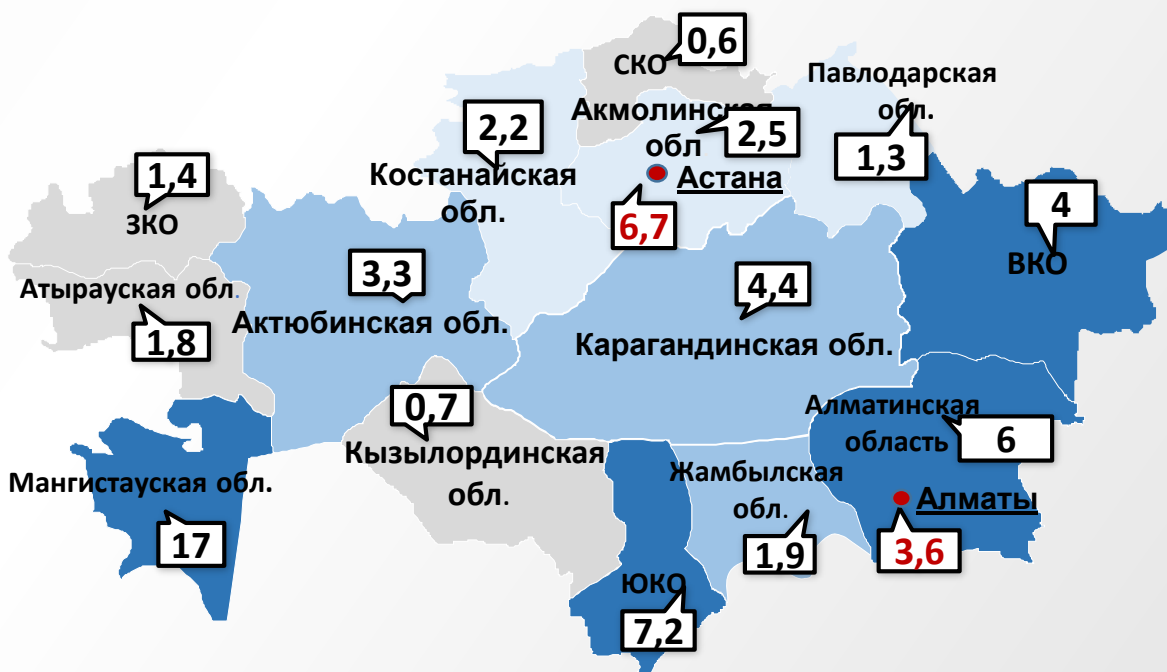 0,6
СКО
Павлодарская
обл.
1,3
Акмолинская
обл
2,5
2,2
Костанайская
обл.
Астана
6,7
1,4
ЗКО
4
ВКО
Атырауская обл.
1,8
3,3
Актюбинская обл.
4,4
Карагандинская обл.
0,7
Кызылординская
обл.
Алматинская
область
6
Мангистауская обл.
17
Жамбылская
обл.
1,9
Алматы
3,6
ЮКО
7,2